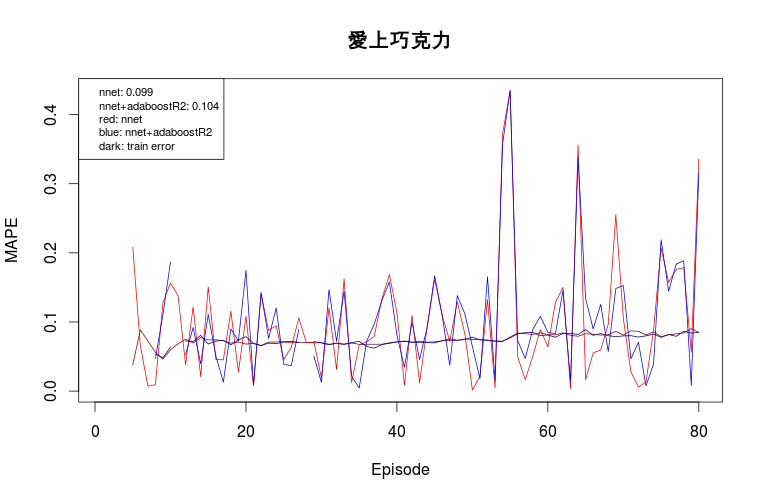 愛上巧克力
nnet: 0.099
nnet+adaboostR2: 0.104
red: nnet
blue: nnet+adaboostR2
dark: train error
MAPE
0.4
0.3
0.2
0.1
0.0
0 20 40 60 80
Episode